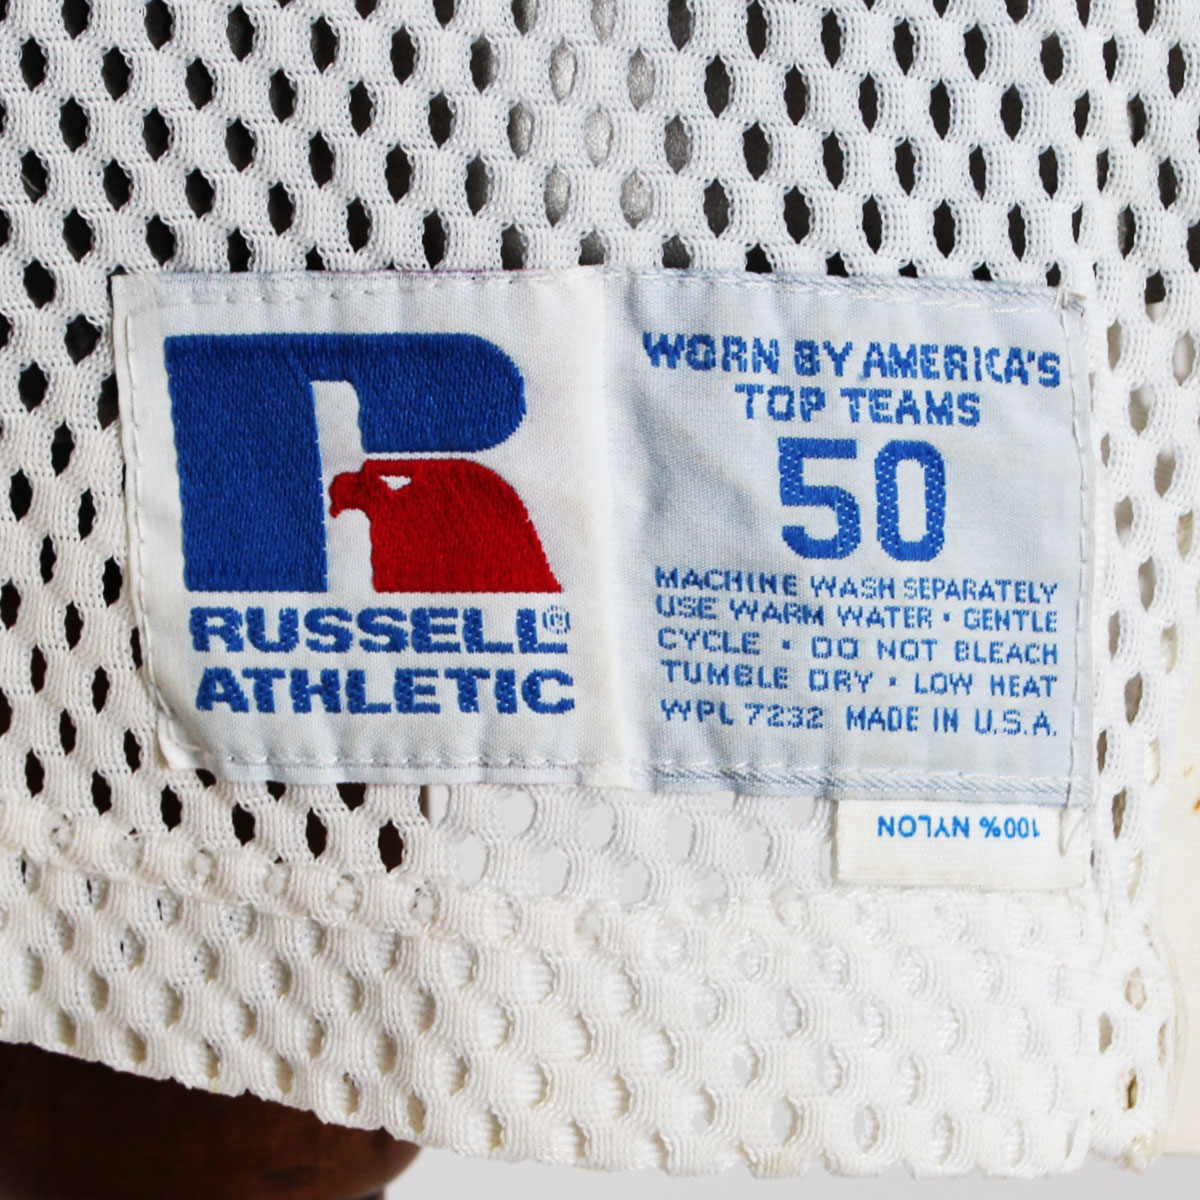 RUSSELL®
ATHLETIC
WORN BY AMERICA'S
TOP TEAMS
50
MACHINE WASH SEPARATELY
USE WARM WATER · GENTLE
CYCLE · DO NOT BLEACH
TUMBLE DRY · LOW HEAT
WPL 7232 MADE IN U.S.A.
100% NYLON